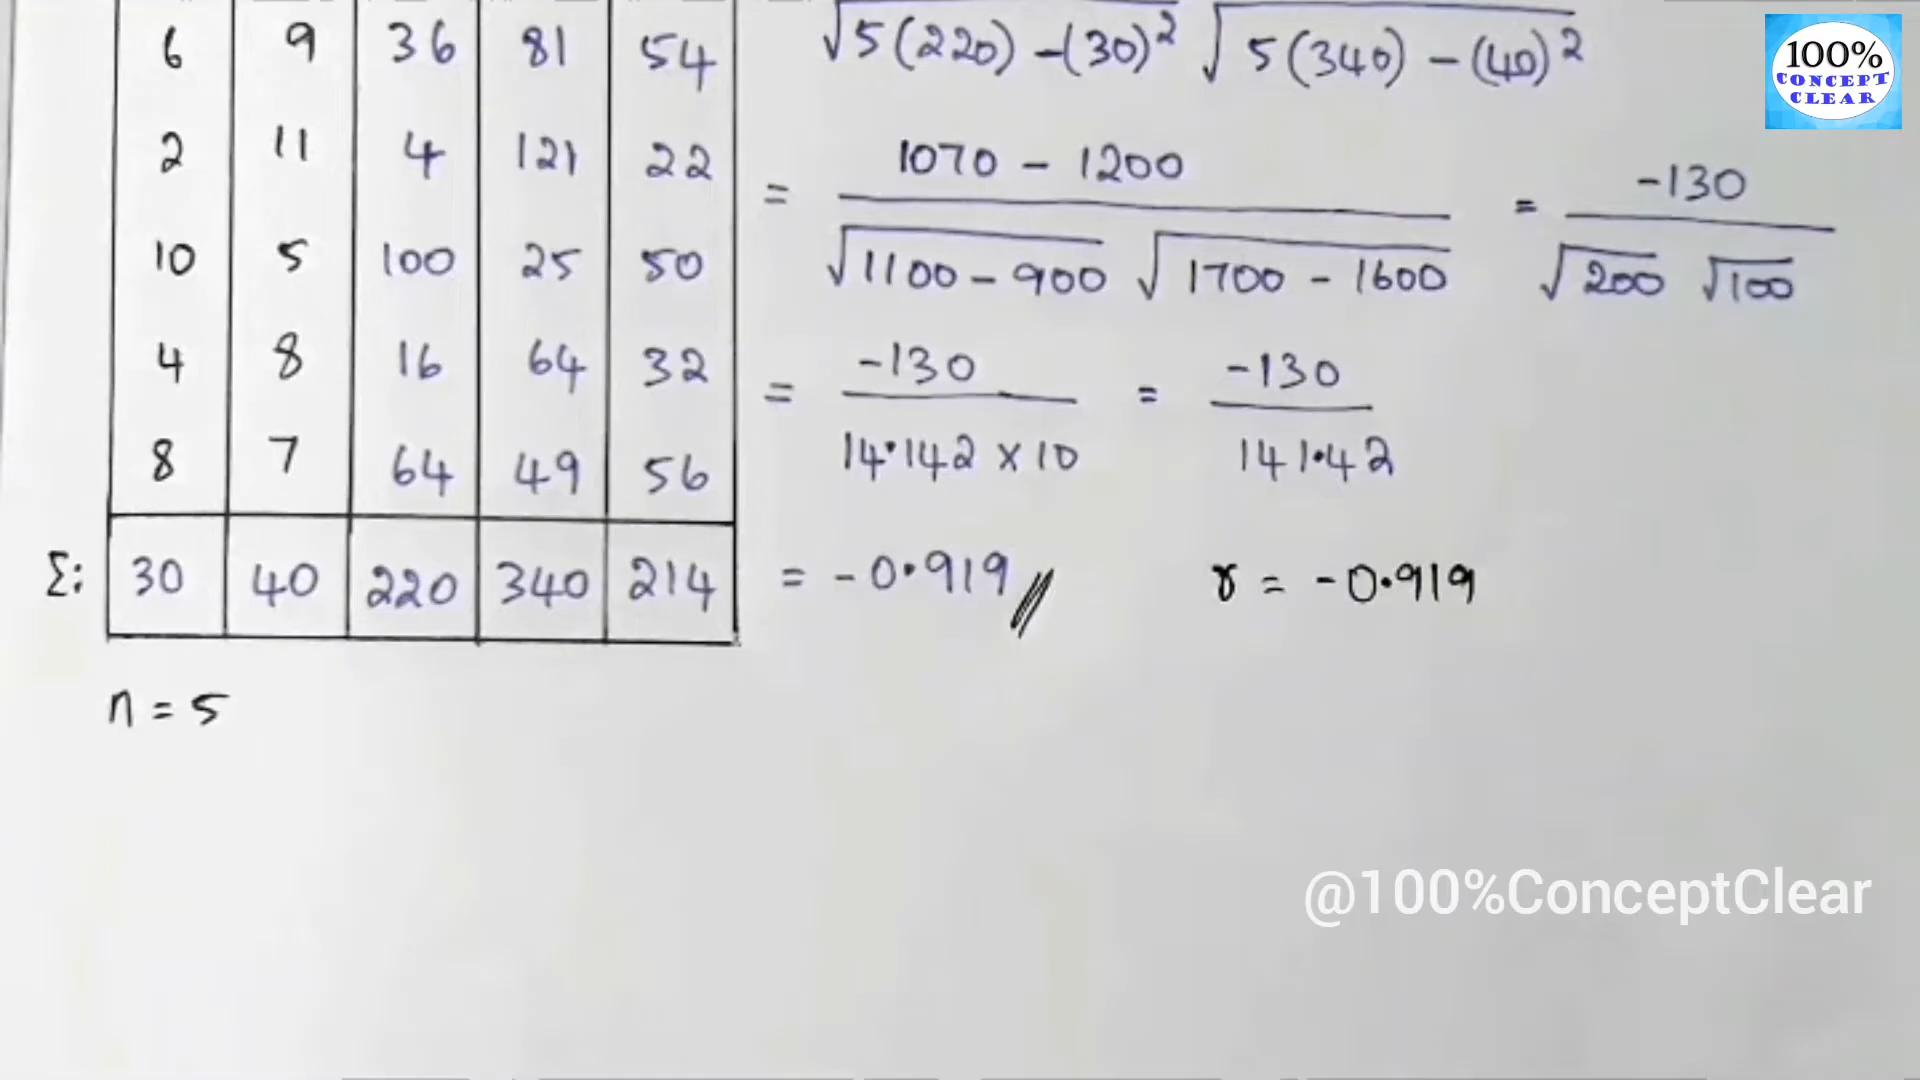 6 9 36 81 54
2 11 4 121 22
10 5 100 25 50
4 8 16 64 32
8 7 64 49 56
Σ: 30 40 220 340 214
n = 5
√5(220) - (30)² √5(340) - (40)²
= 1070 - 1200 / √1100 - 900 √1700 - 1600 = -130 / √200 √100
= -130 / 14.142 × 10 = -130 / 141.42
= -0.919 // r = -0.919
100%
CONCEPT
CLEAR
@100%ConceptClear